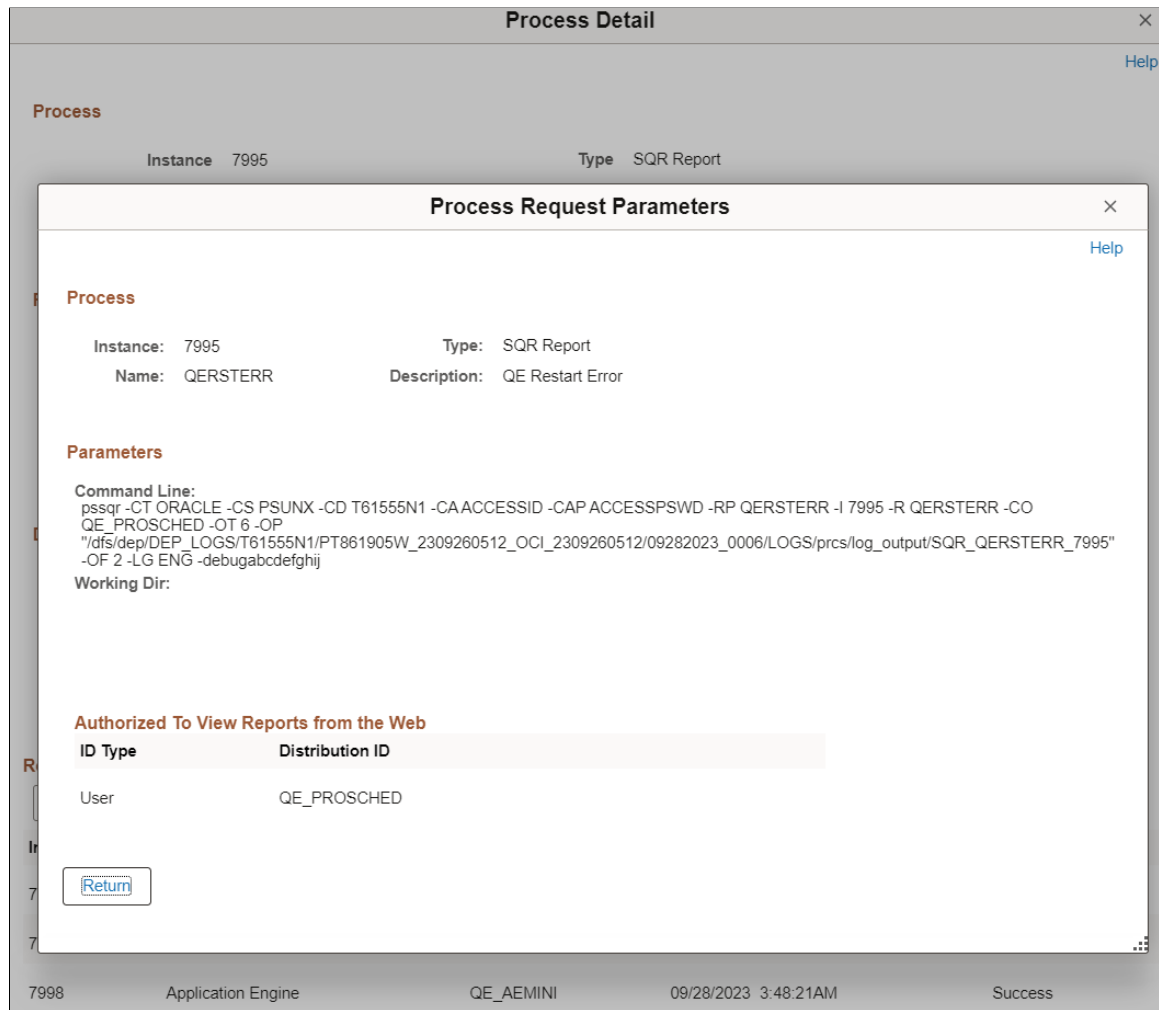 Process Detail
Help
Process
Instance 7995 Type SQR Report
Process Request Parameters
Help
Process
Instance: 7995 Type: SQR Report
Name: QERSTERR Description: QE Restart Error
Parameters
Command Line:
pssqr -CT ORACLE -CS PSUNX -CD T61555N1 -CA ACCESSID -CAP ACCESSPSWD -RP QERSTERR -I 7995 -R QERSTERR -CO
QE_PROSCHED -OT 6 -OP
"/dfs/dep/DEP_LOGS/T61555N1/PT861905W_2309260512_OCI_2309260512/09282023_0006/LOGS/prcs/log_output/SQR_QERSTERR_7995"
-OF 2 -LG ENG -debugabcdefghij
Working Dir:
Authorized To View Reports from the Web
ID Type Distribution ID
User QE_PROSCHED
Return
7998 Application Engine QE_AEMINI 09/28/2023 3:48:21AM Success